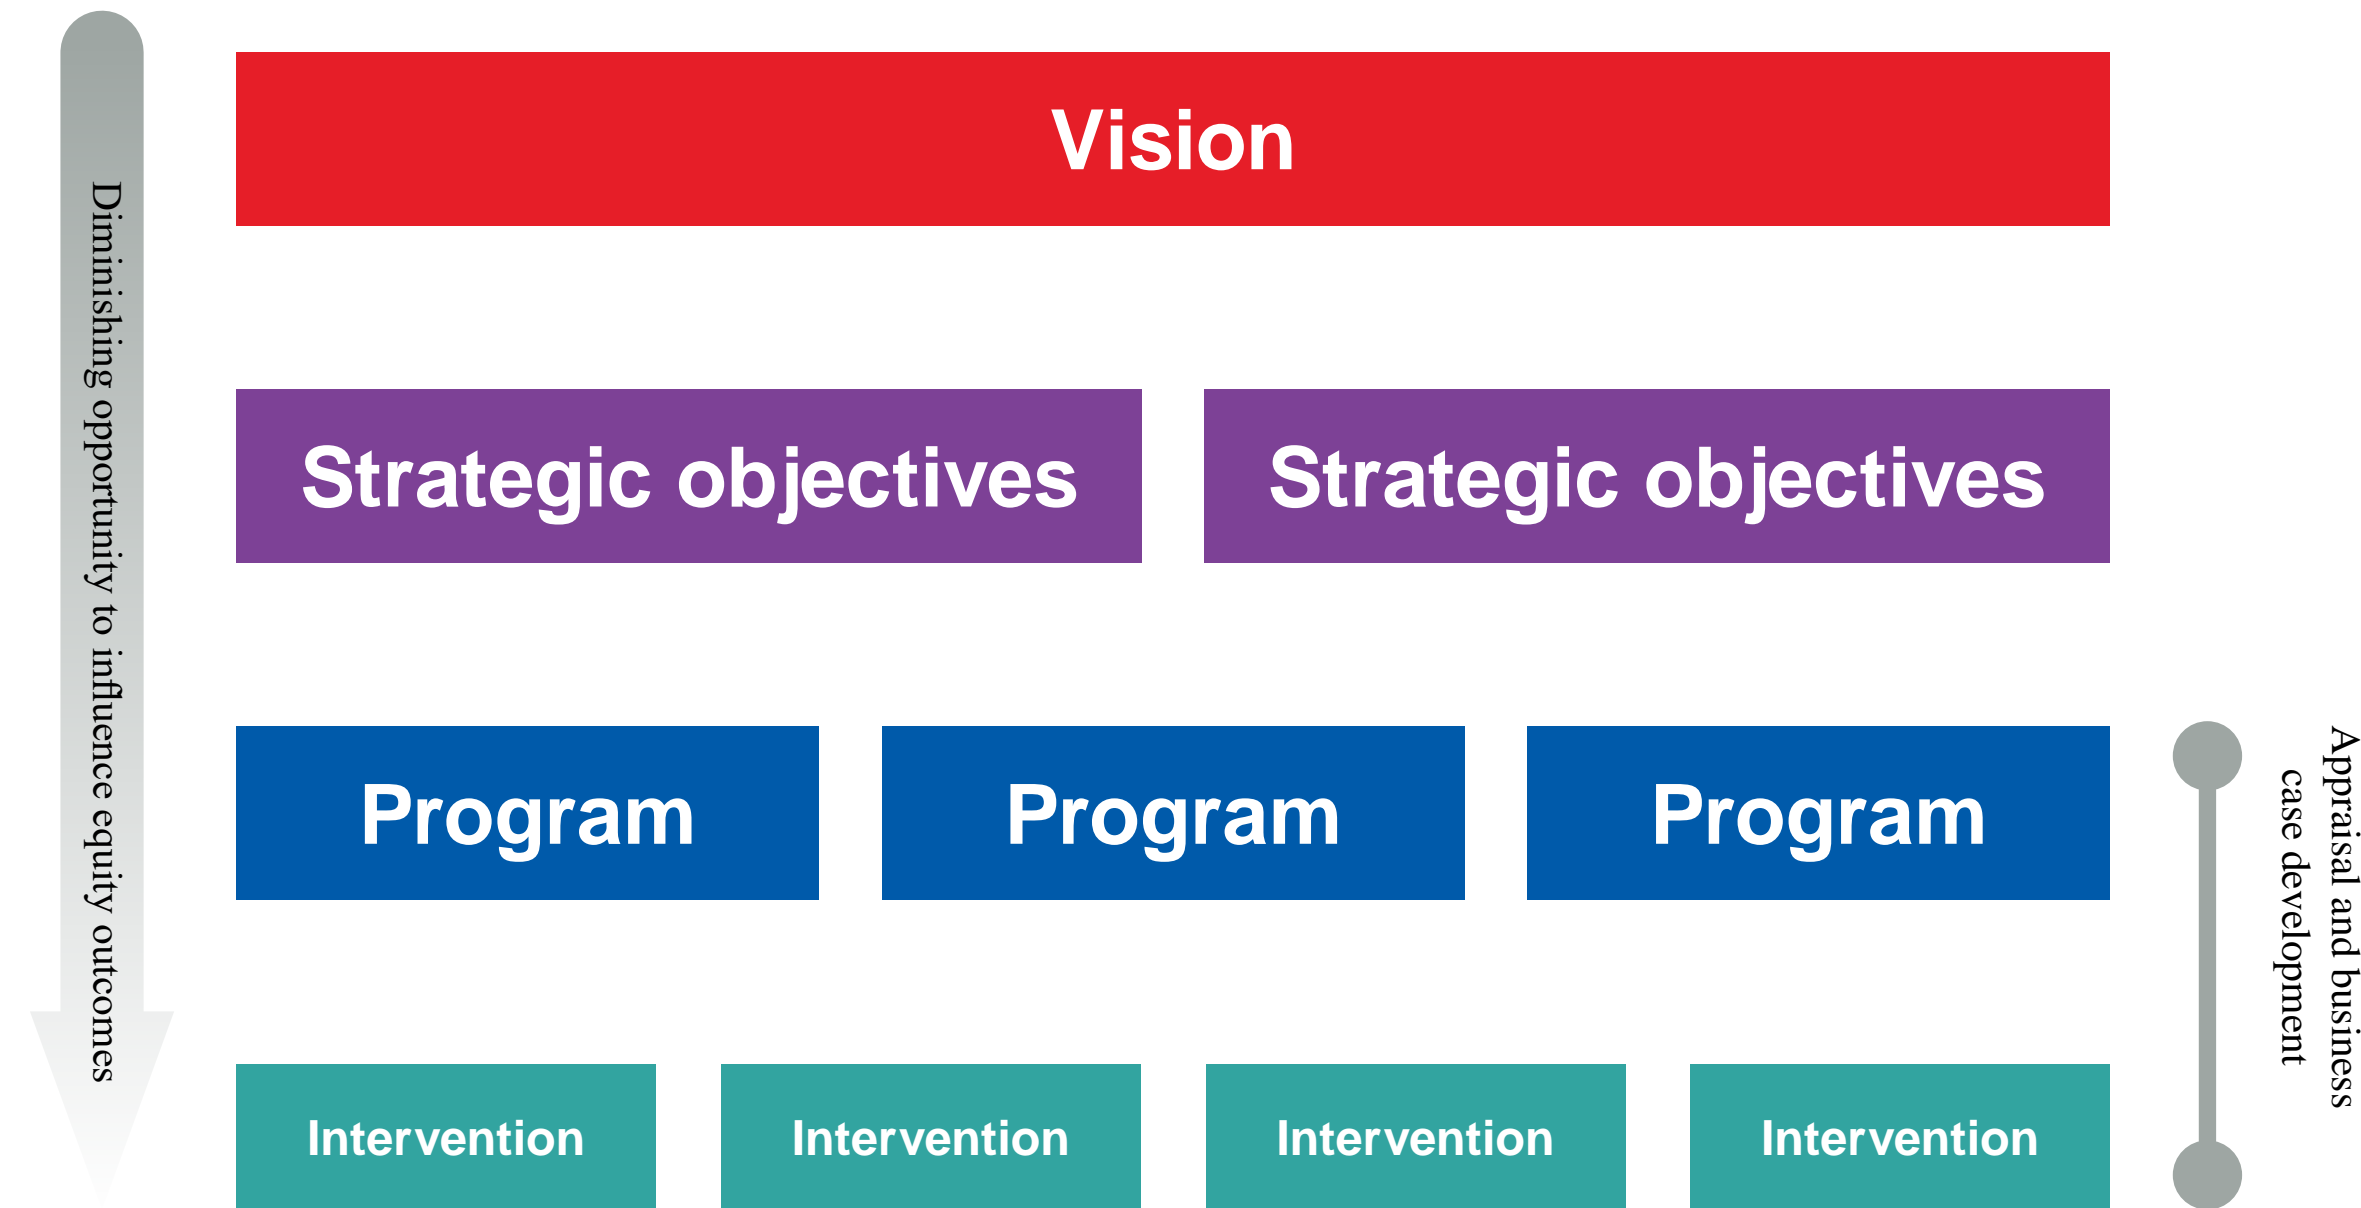 Diminishing opportunity to influence equity outcomes
Vision
Strategic objectives
Strategic objectives
Program
Program
Program
Appraisal and business
case development
Intervention
Intervention
Intervention
Intervention